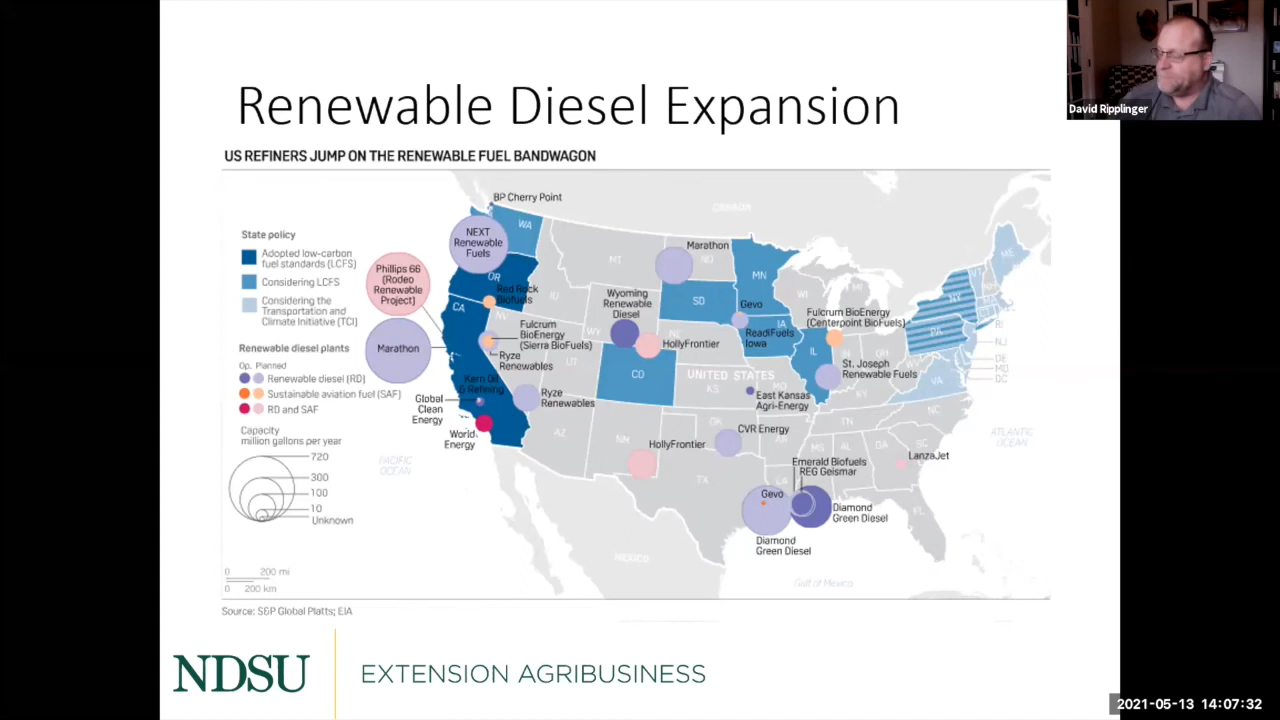 Renewable Diesel Expansion
David Ripplinger
US REFINERS JUMP ON THE RENEWABLE FUEL BANDWAGON
State policy
Adopted low-carbon
fuel standards (LCFS)
Considering LCFS
Considering the
Transportation and
Climate Initiative (TCI)
Renewable diesel plants
Op. Planned
Renewable diesel (RD)
Sustainable aviation fuel (SAF)
RD and SAF
Capacity
million gallons per year
720
300
100
10
Unknown
0 200 mi
0 200 km
BP Cherry Point
WA
NEXT
Renewable
Fuels
Phillips 66
(Rodeo
Renewable
Project)
Marathon
OR
Red Rock
Biofuels
CA
NV
Fulcrum
BioEnergy
(Sierra BioFuels)
Ryze
Renewables
Kern Oil
& Refining
Global
Clean
Energy
World
Energy
Ryze
Renewables
CANADA
MT
ND
Marathon
MN
SD
Wyoming
Renewable
Diesel
WY
NE
HollyFrontier
UT
CO
AZ
NM
UNITED STATES
KS
MO
Gevo
IA
ReadiFuels
Iowa
WI
MI
Fulcrum BioEnergy
(Centerpoint BioFuels)
IL
IN
OH
St. Joseph
Renewable Fuels
KY
East Kansas
Agri-Energy
CVR Energy
OK
AR
HollyFrontier
TX
TN
MS
AL
GA
SC
NC
VA
LA
FL
Emerald Biofuels
REG Geismar
LanzaJet
Gevo
Diamond
Green Diesel
Diamond
Green Diesel
NY
PA
VT
NH
ME
RI
NJ
DE
MD
DC
PACIFIC
OCEAN
ATLANTIC
OCEAN
MEXICO
Gulf of Mexico
Source: S&P Global Platts; EIA
NDSU
EXTENSION AGRIBUSINESS
2021-05-13 14:07:32